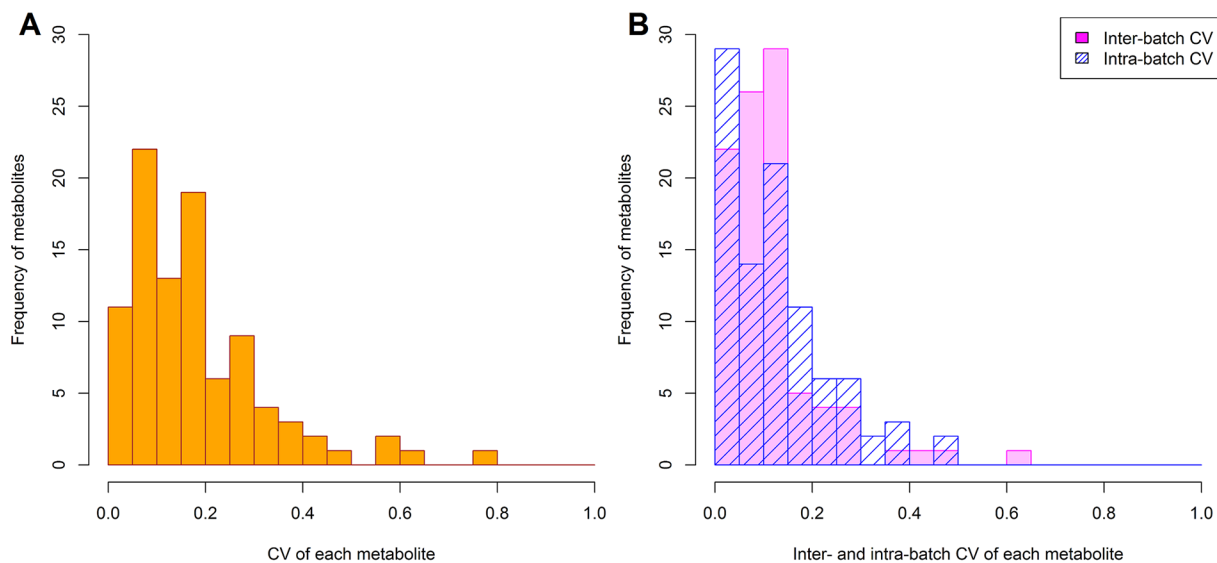 A
Frequency of metabolites
0
5
10
15
20
25
30
0.0 0.2 0.4 0.6 0.8 1.0
CV of each metabolite
B
Inter-batch CV
Intra-batch CV
Frequency of metabolites
0
5
10
15
20
25
30
0.0 0.2 0.4 0.6 0.8 1.0
Inter- and intra-batch CV of each metabolite